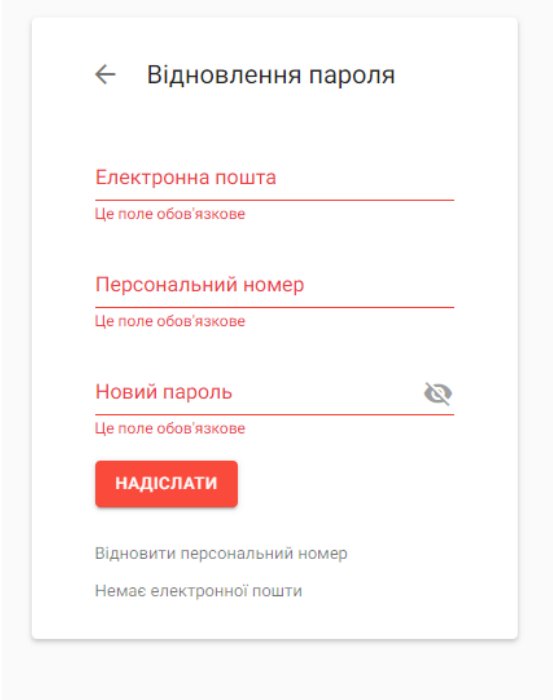 Відновлення пароля
Електронна пошта
Це поле обов'язкове
Персональний номер
Це поле обов'язкове
Новий пароль
Це поле обов'язкове
НАДІСЛАТИ
Відновити персональний номер
Немає електронної пошти